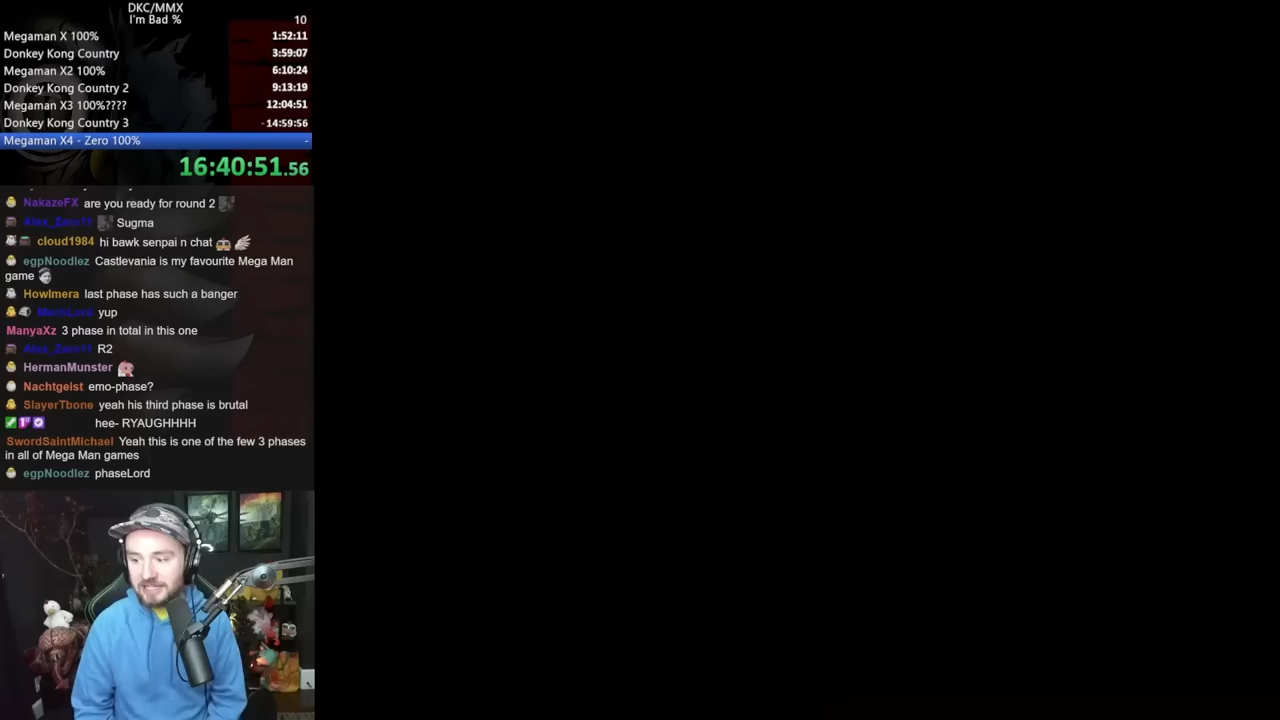 DKC/MMX
I'm Bad %
10
Megaman X 100% 1:52:11
Donkey Kong Country 3:59:07
Megaman X2 100% 6:10:24
Donkey Kong Country 2 9:13:19
Megaman X3 100%???? 12:04:51
Donkey Kong Country 3 - 14:59:56
Megaman X4 - Zero 100% -
16:40:51.56
NakazeFX are you ready for round 2
Alex_Zero11 Sugma
cloud1984 hi bawk senpai n chat
egpNoodlez Castlevania is my favourite Mega Man
game
Howlmera last phase has such a banger
yup
ManyaXz 3 phase in total in this one
Alex_Zero11 R2
HermanMunster
Nachtgeist emo-phase?
SlayerTbone yeah his third phase is brutal
hee- RYAUGHHHH
SwordSaintMichael Yeah this is one of the few 3 phases
in all of Mega Man games
egpNoodlez phaseLord